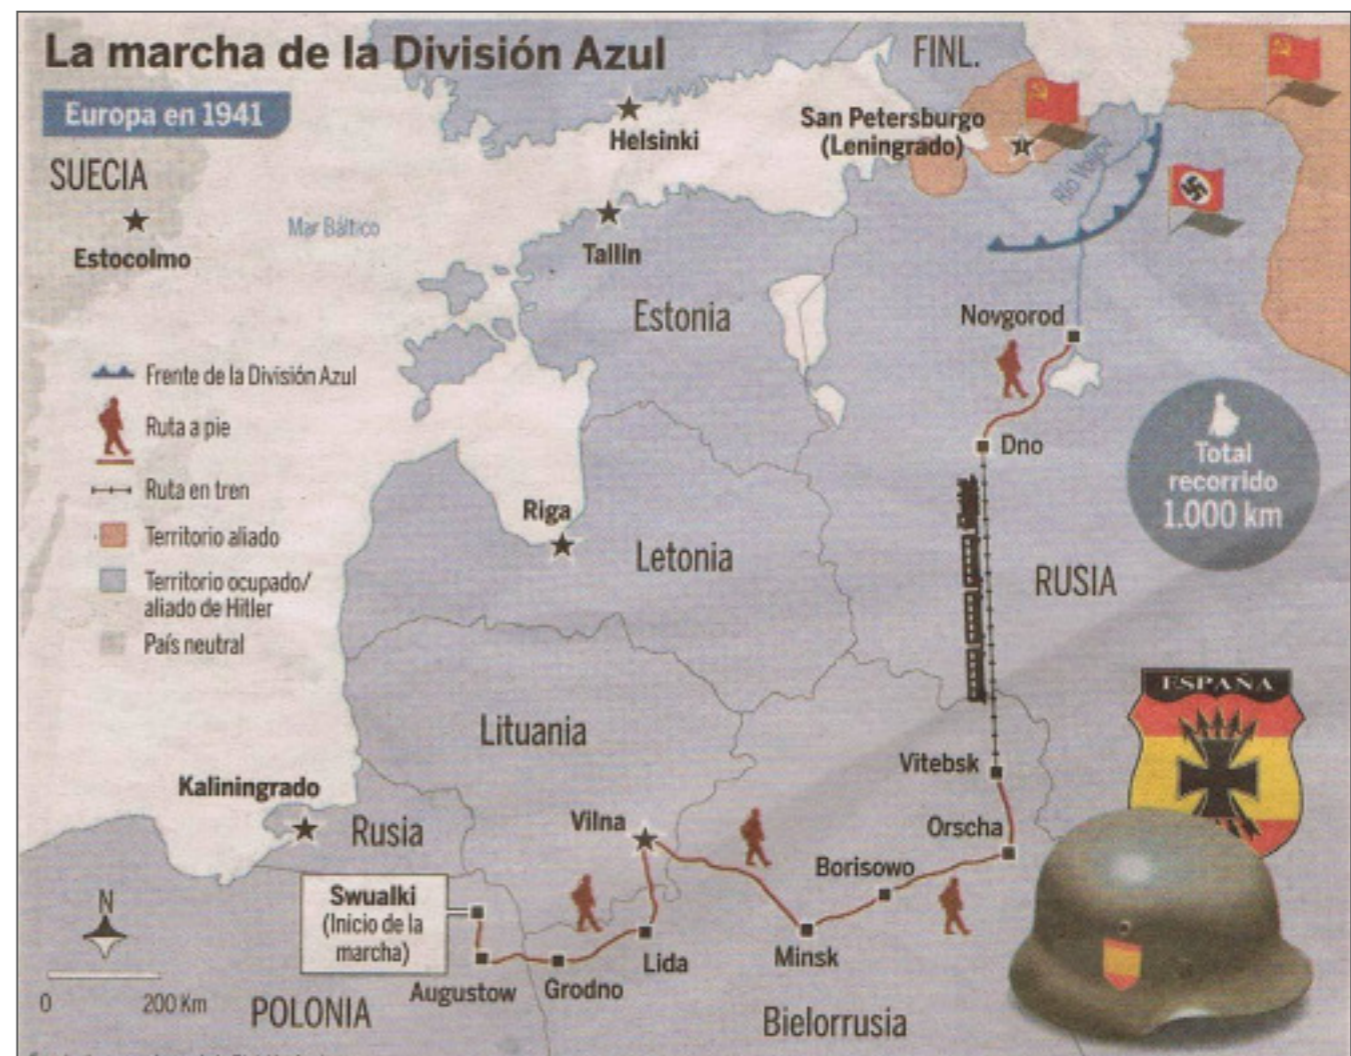 La marcha de la División Azul
Europa en 1941
FINL.
San Petersburgo
(Leningrado)
Helsinki
SUECIA
Estocolmo
Mar Báltico
Tallin
Estonia
Río Voljov
Novgorod
Frente de la División Azul
Ruta a pie
Ruta en tren
Territorio aliado
Territorio ocupado/
aliado de Hitler
País neutral
Dno
Total
recorrido
1.000 km
Riga
Letonia
RUSIA
ESPAÑA
Lituania
Vitebsk
Kaliningrado
Rusia
Vilna
Orscha
Borisowo
Swualki
(Inicio de la
marcha)
N
Lida
Minsk
Augustow
Grodno
0
200 Km
POLONIA
Bielorrusia